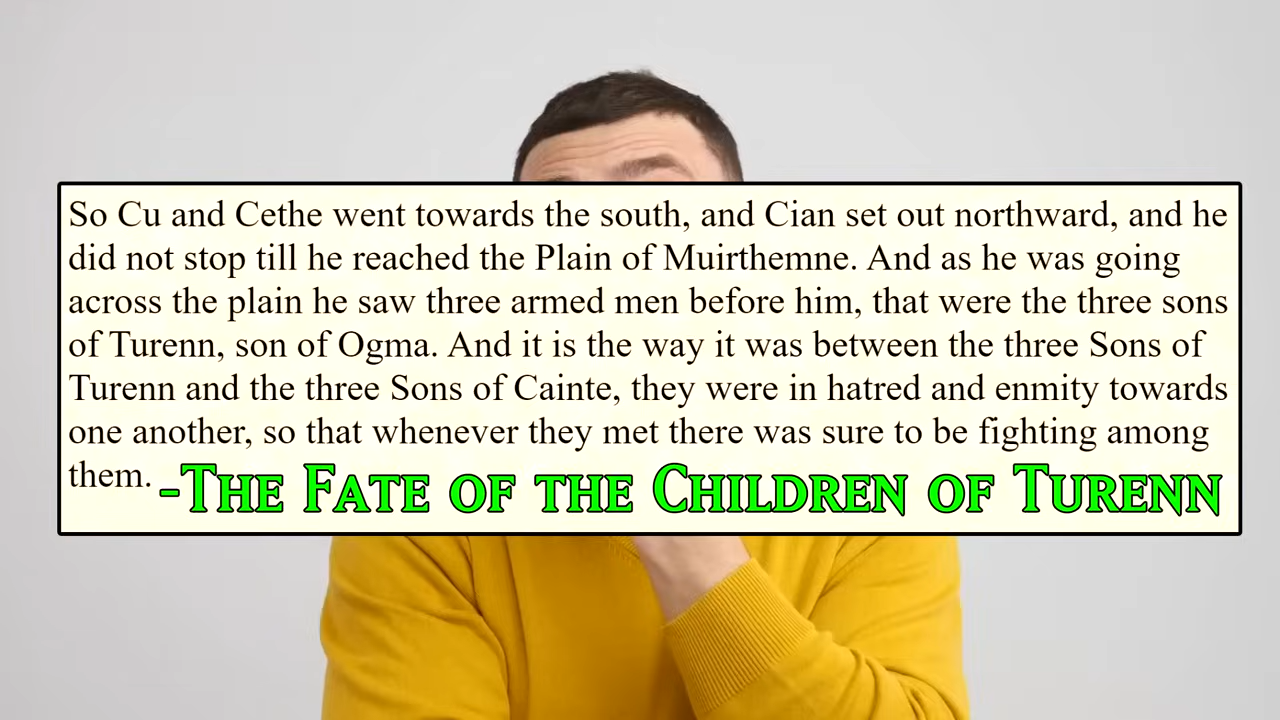 So Cu and Cethe went towards the south, and Cian set out northward, and he
did not stop till he reached the Plain of Muirthemne. And as he was going
across the plain he saw three armed men before him, that were the three sons
of Turenn, son of Ogma. And it is the way it was between the three Sons of
Turenn and the three Sons of Cainte, they were in hatred and enmity towards
one another, so that whenever they met there was sure to be fighting among
them.
-The Fate of the Children of Turenn